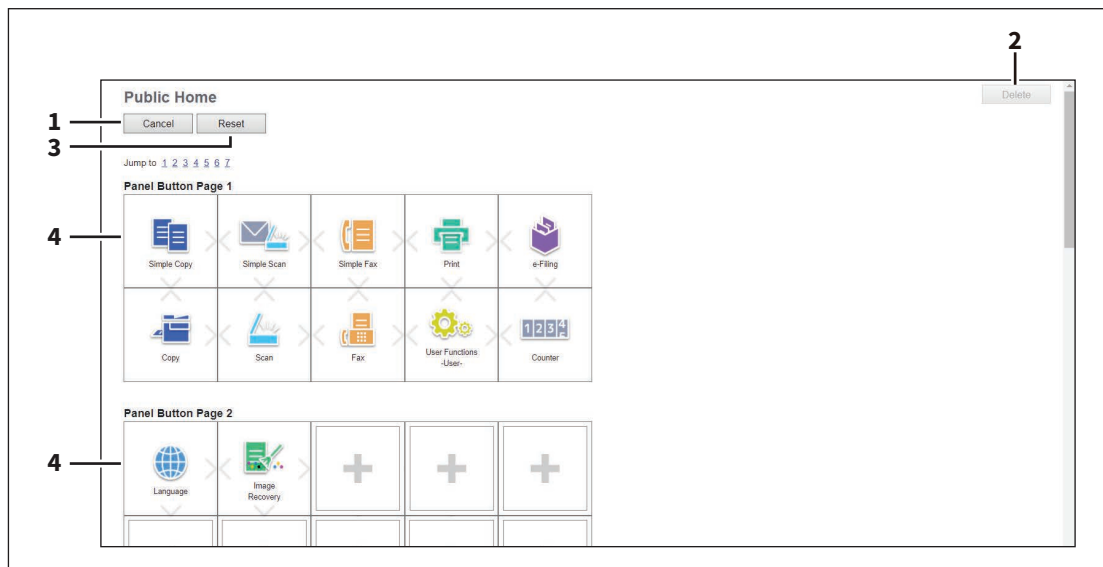 2
Public Home
Delete
1
Cancel Reset
3
Jump to 1 2 3 4 5 6 7
Panel Button Page 1
4
Simple Copy Simple Scan Simple Fax Print e-Filing
1 2 3 4 5
Copy Scan Fax User Functions Counter
-User-
Panel Button Page 2
4
Language Image
Recovery